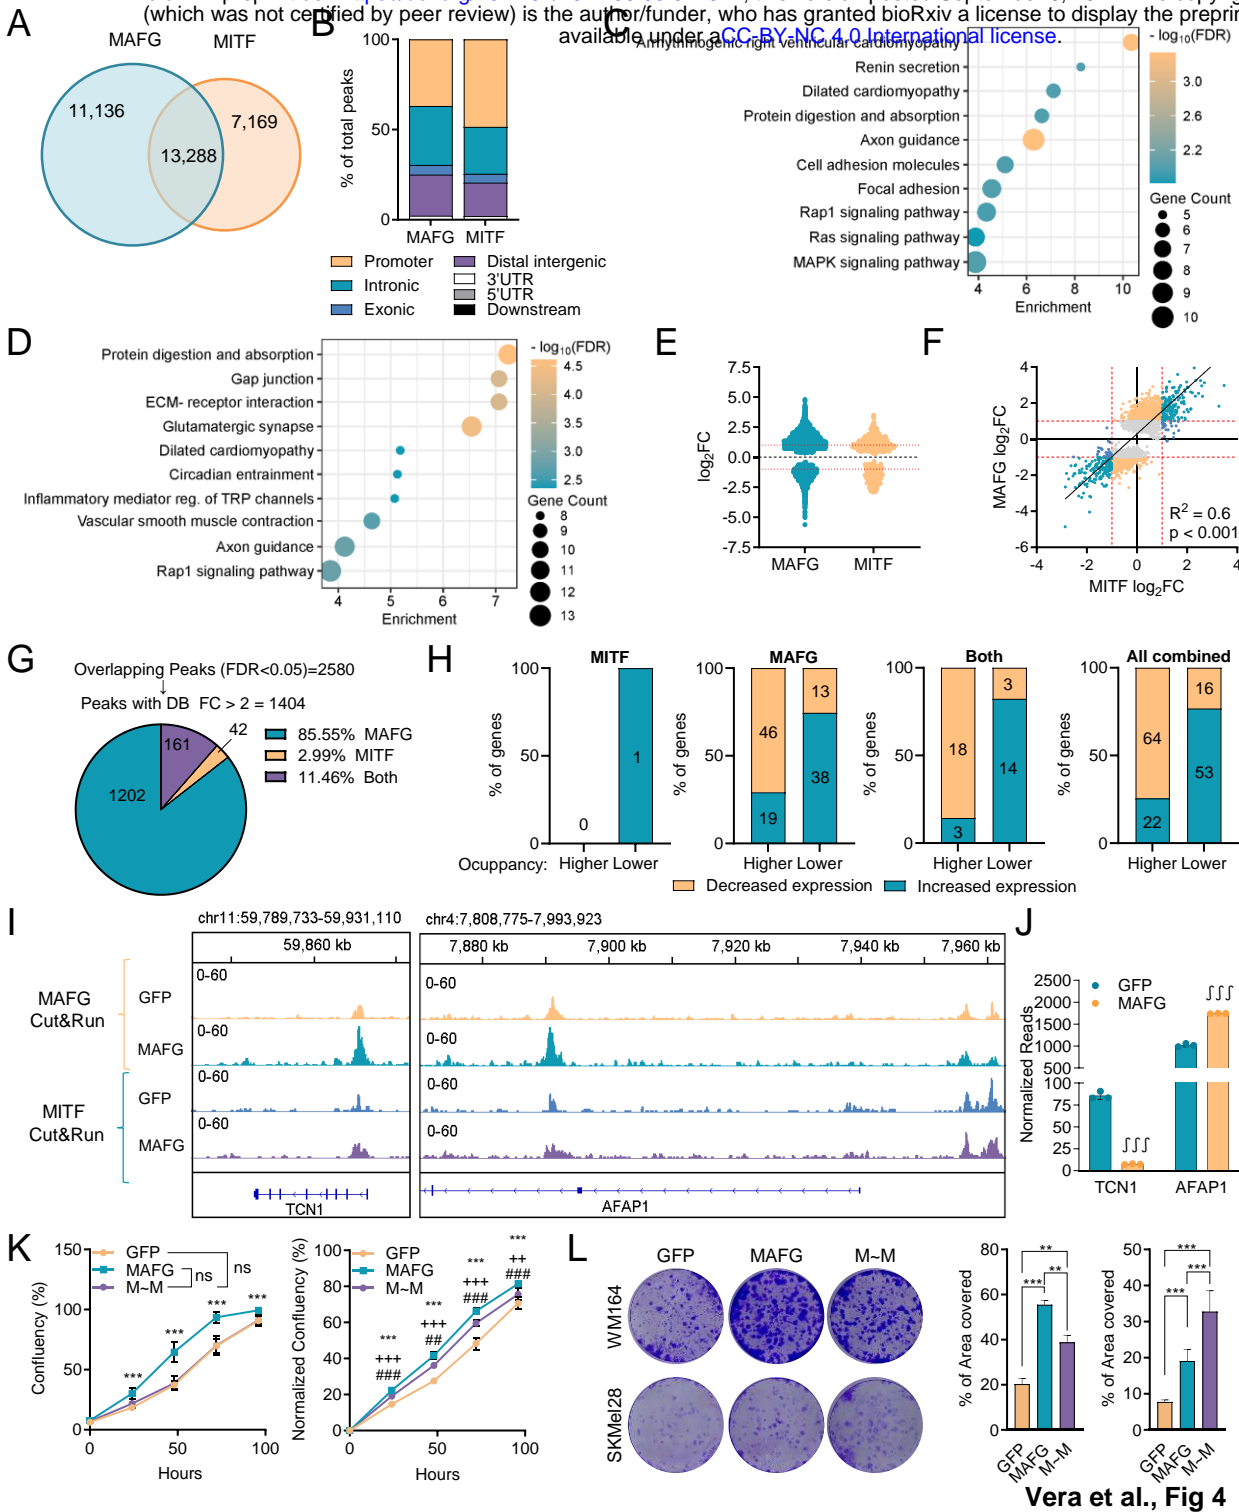 (which was not certified by peer review) is the author/funder, who has granted bioRxiv a license to display the
available under aCC-BY-NC 4.0 International license.
A
MAFG
MITF
11,136
7,169
13,288
B
% of total peaks
100
50
0
MAFG MITF
Promoter
Intronic
Exonic
Distal intergenic
3'UTR
5'UTR
Downstream
C
Arrhythmogenic right ventricular cardiomyopathy
Renin secretion
Dilated cardiomyopathy
Protein digestion and absorption
Axon guidance
Cell adhesion molecules
Focal adhesion
Rap1 signaling pathway
Ras signaling pathway
MAPK signaling pathway
4 6 8 10
Enrichment
- log10(FDR)
3.0
2.6
2.2
Gene Count
5
6
7
8
9
10
D
Protein digestion and absorption
Gap junction
ECM- receptor interaction
Glutamatergic synapse
Dilated cardiomyopathy
Circadian entrainment
Inflammatory mediator reg. of TRP channels
Vascular smooth muscle contraction
Axon guidance
Rap1 signaling pathway
4 5 6 7
Enrichment
- log10(FDR)
4.5
4.0
3.5
3.0
2.5
Gene Count
8
9
10
11
12
13
E
log2FC
7.5
5.0
2.5
0.0
-2.5
-5.0
-7.5
MAFG MITF
F
MAFG log2FC
4
2
0
-2
-4
-6
-4 -2 0 2 4
MITF log2FC
R2 = 0.6
p < 0.001
G
Overlapping Peaks (FDR<0.05)=2580
↓
Peaks with DB FC > 2 = 1404
161
42
1202
85.55% MAFG
2.99% MITF
11.46% Both
H
MITF
% of genes
100
50
0
0
1
MAFG
% of genes
100
50
0
46
19
13
38
Both
% of genes
100
50
0
18
3
3
14
All combined
% of genes
100
50
0
64
22
16
53
Ocuppancy: Higher Lower Higher Lower Higher Lower Higher Lower
Decreased expression Increased expression
I
chr11:59,789,733-59,931,110
chr4:7,808,775-7,993,923
59,860 kb
7,880 kb 7,900 kb 7,920 kb 7,940 kb 7,960 kb
MAFG
Cut&Run
GFP
0-60
0-60
MAFG
0-60
0-60
MITF
Cut&Run
GFP
0-60
0-60
MAFG
0-60
0-60
TCN1
AFAP1
J
GFP
MAFG
Normalized Reads
2500
2000
1500
1000
500
100
75
50
25
0
∫∫∫
∫∫∫
TCN1 AFAP1
K
GFP
MAFG
M~M
ns
ns
Confluency (%)
150
100
50
0
***
***
***
***
0 50 100
Hours
GFP
MAFG
M~M
Normalized Confluency (%)
100
80
60
40
20
0
***
+++
###
***
+++
##
***
+++
###
***
++
###
0 50 100
Hours
L
GFP MAFG M~M
WM164
SKMel28
% of Area covered
80
60
40
20
0
**
***
**
GFP
MAFG
M~M
% of Area covered
50
40
30
20
10
0
***
***
***
GFP
MAFG
M~M
Vera et al., Fig 4